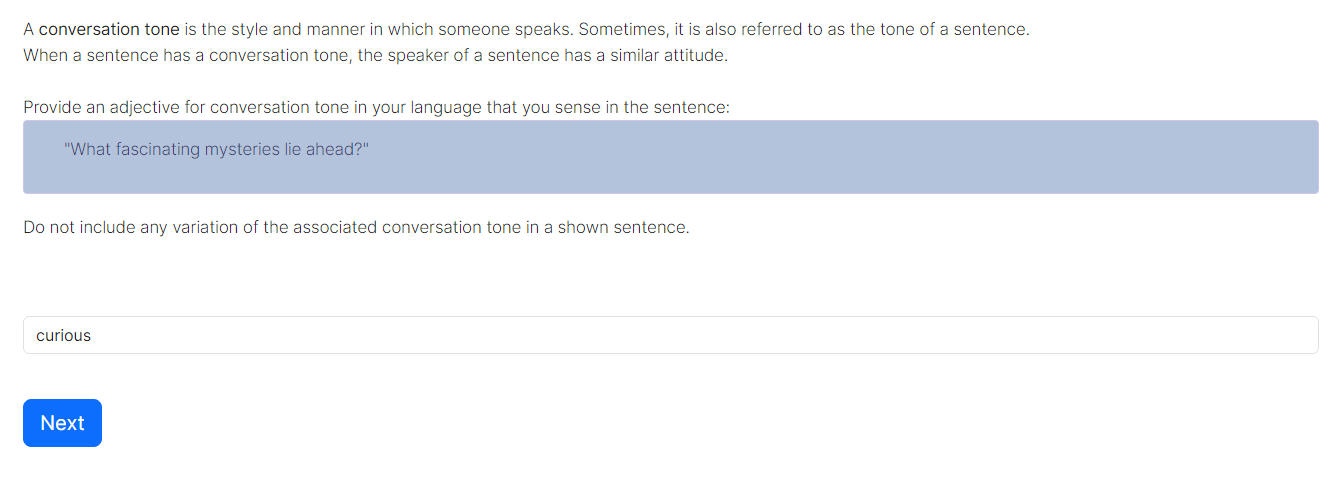 A conversation tone is the style and manner in which someone speaks. Sometimes, it is also referred to as the tone of a sentence.
When a sentence has a conversation tone, the speaker of a sentence has a similar attitude.
Provide an adjective for conversation tone in your language that you sense in the sentence:
"What fascinating mysteries lie ahead?"
Do not include any variation of the associated conversation tone in a shown sentence.
curious
Next